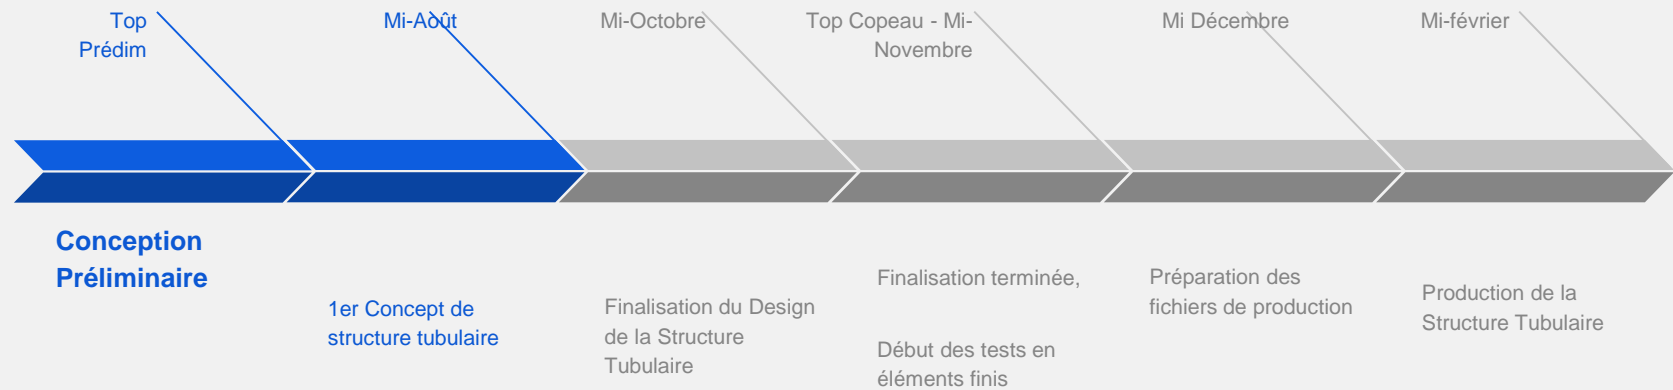 Top
Prédim
Mi-Août
Mi-Octobre
Top Copeau - Mi-
Novembre
Mi Décembre
Mi-février
Conception
Préliminaire
1er Concept de
structure tubulaire
Finalisation du Design
de la Structure
Tubulaire
Finalisation terminée,
Début des tests en
éléments finis
Préparation des
fichiers de production
Production de la
Structure Tubulaire